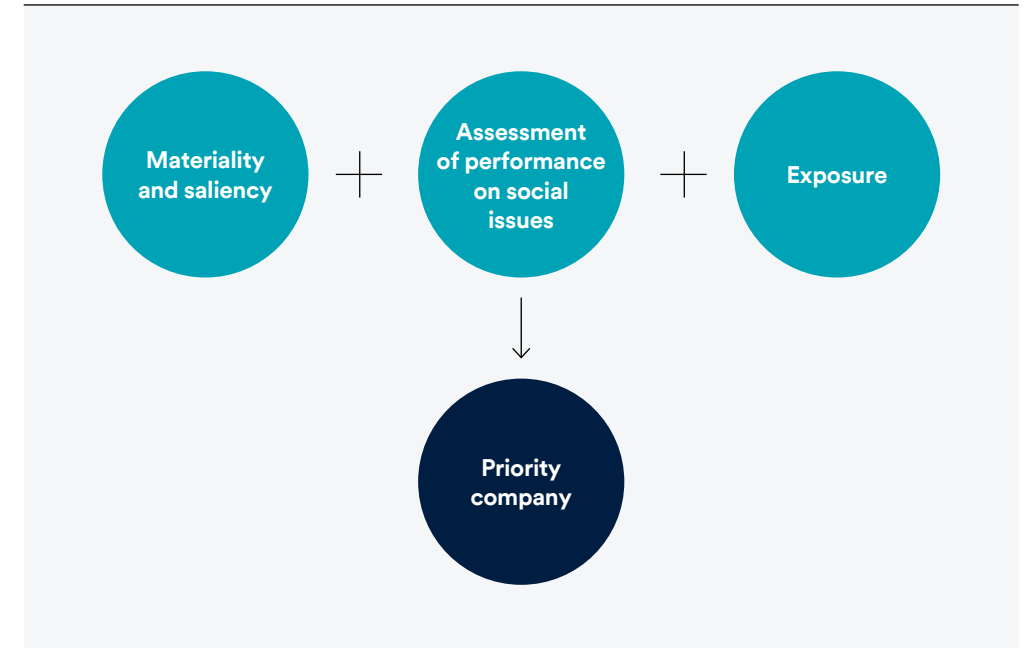 Materiality
and saliency
Assessment
of performance
on social
issues
Exposure
Priority
company